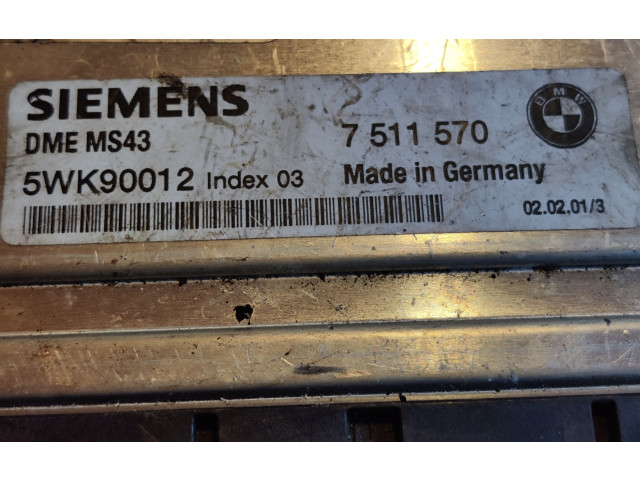 SIEMENS
DME MS43
7 511 570
BMW
5WK90012 Index 03
Made in Germany
02.02.01/3